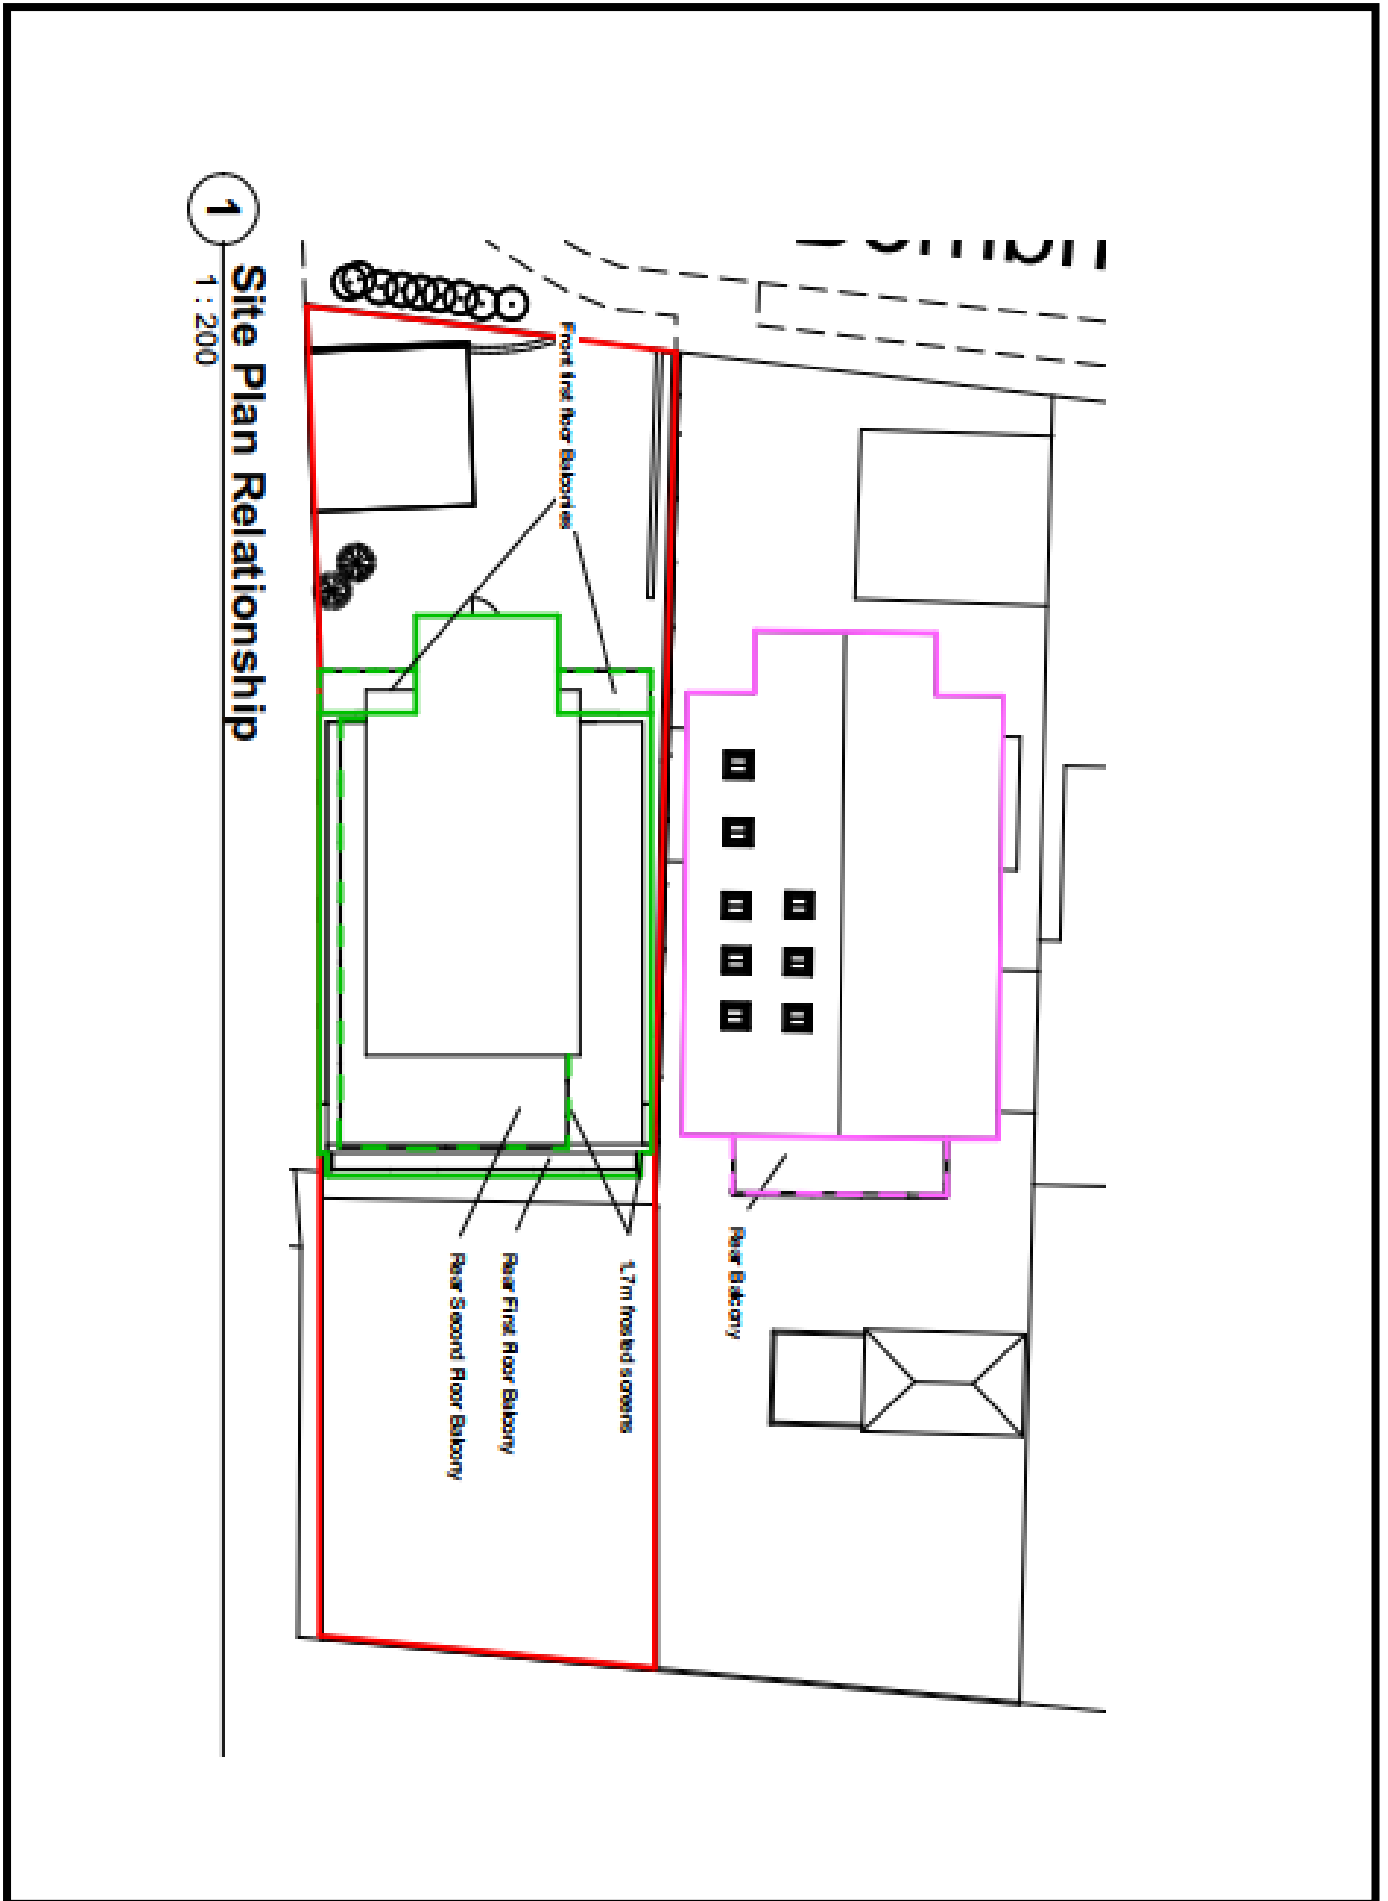 1
Site Plan Relationship
1 : 200
Front first floor Balconies
1.7m frosted screens
Rear First Floor Balcony
Rear Second Floor Balcony
Rear Balcony